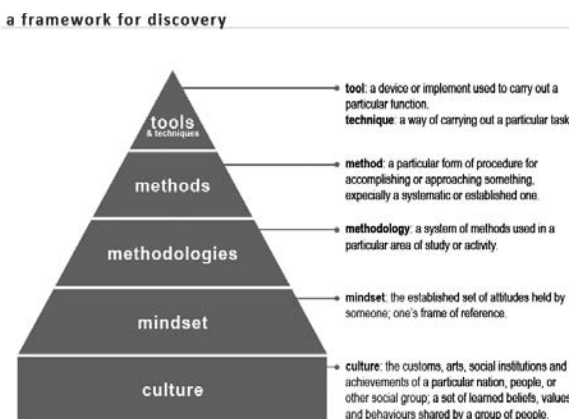 a framework for discovery
tools
& techniques
tool: a device or implement used to carry out a
particular function.
technique: a way of carrying out a particular task
methods
method: a particular form of procedure for
accomplishing or approaching something,
expecially a systematic or established one.
methodologies
methodology: a system of methods used in a
particular area of study or activity.
mindset
mindset: the established set of attitudes held by
someone; one's frame of reference.
culture
culture: the customs, arts, social institutions and
achievements of a particular nation, people, or
other social group; a set of learned beliefs, values
and behaviours shared by a group of people.